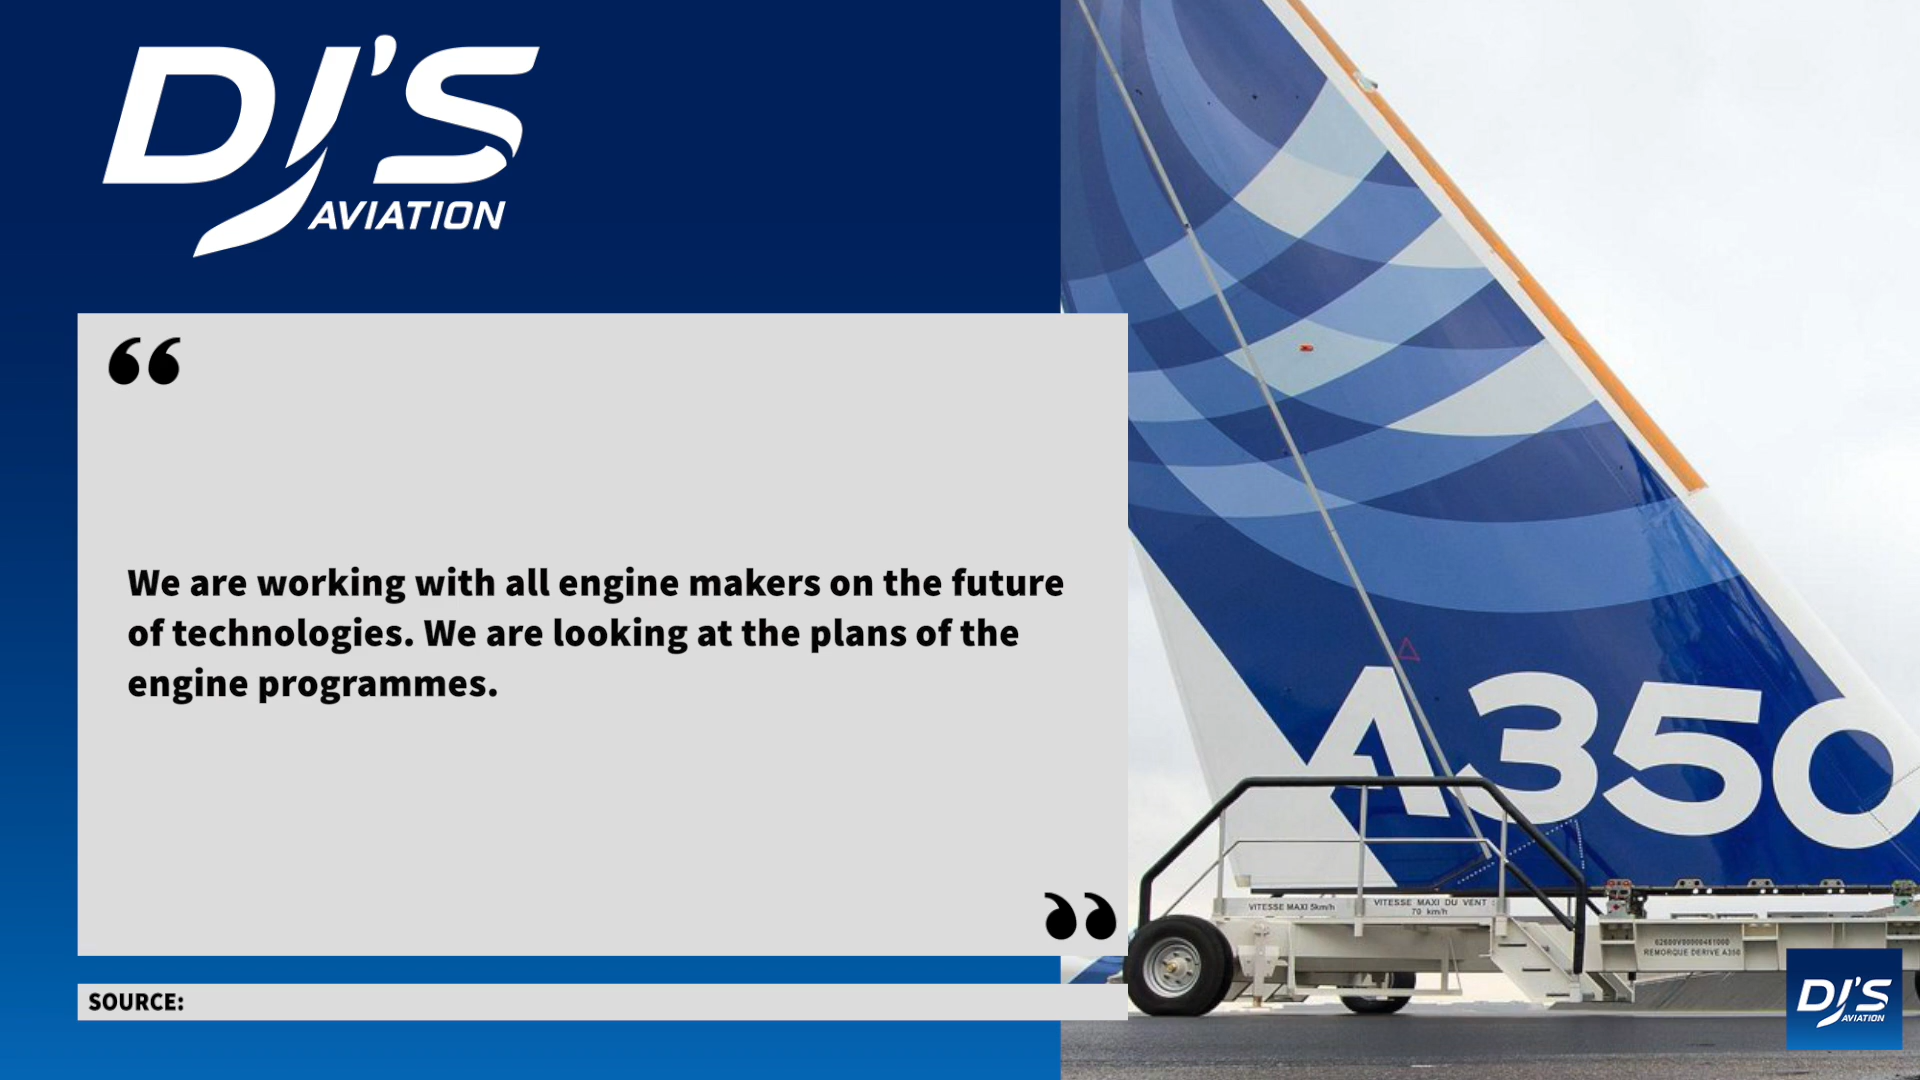 DJ'S
AVIATION
“
We are working with all engine makers on the future
of technologies. We are looking at the plans of the
engine programmes.
”
SOURCE:
A350
VITESSE MAXI 5km/h
VITESSE MAXI DU VENT :
70 km/h
REMORQUE DERIVE A350
DJ'S
AVIATION